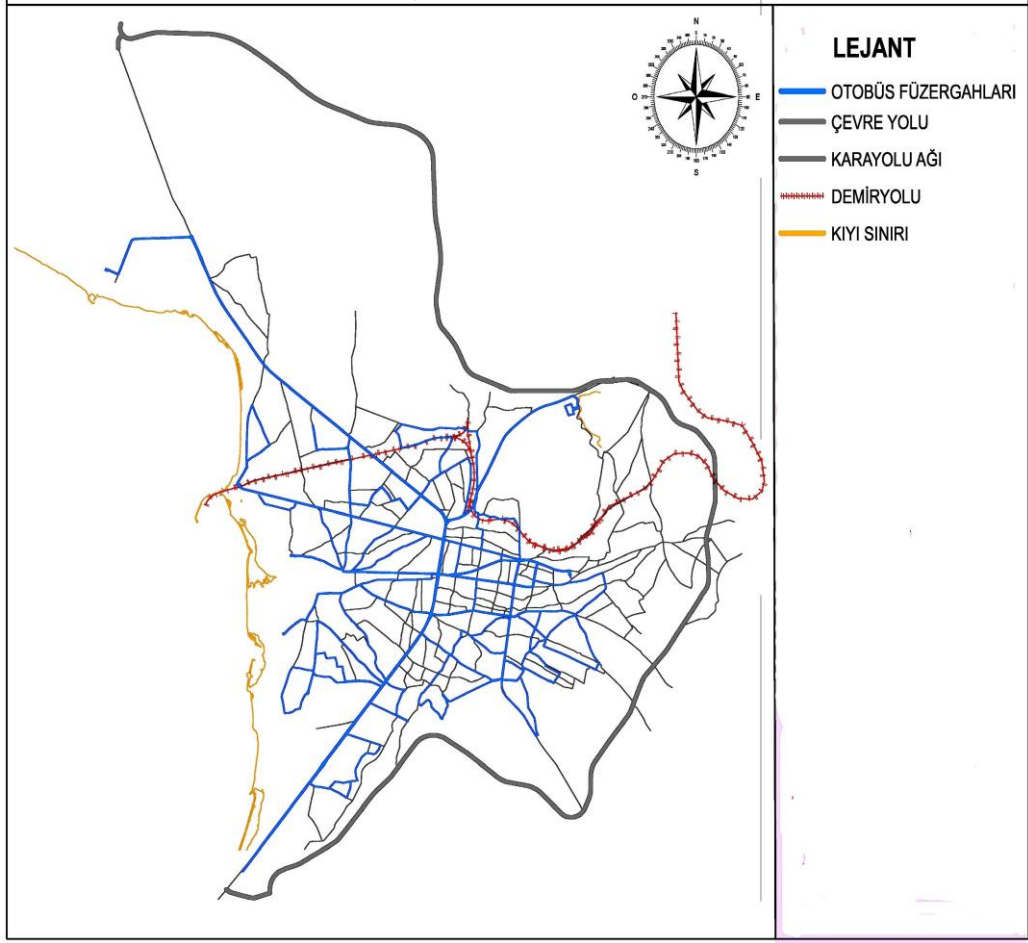 N
O
E
S
LEJANT
OTOBÜS FÜZERGAHLARI
ÇEVRE YOLU
KARAYOLU AĞI
DEMİRYOLU
KIYI SINIRI